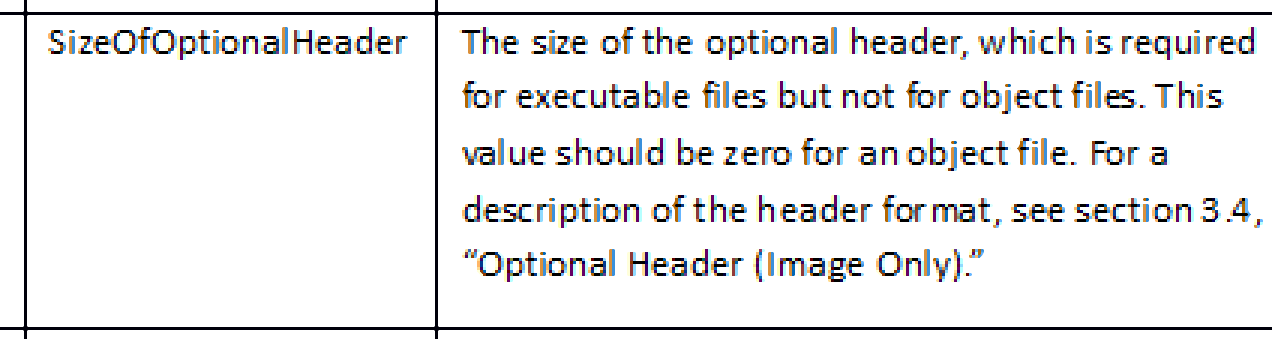 SizeOfOptionalHeader
The size of the optional header, which is required
for executable files but not for object files. This
value should be zero for an object file. For a
description of the header format, see section 3.4,
“Optional Header (Image Only).”